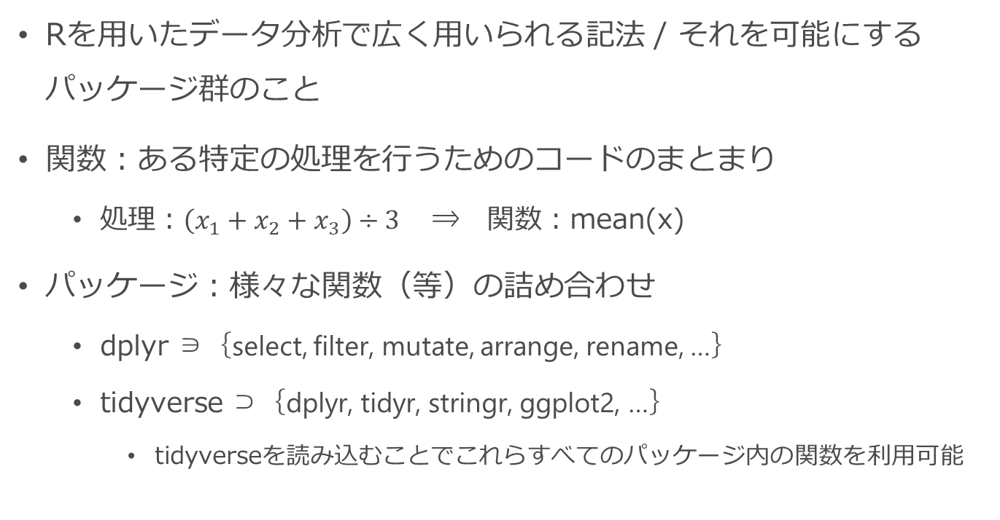 • Rを用いたデータ分析で広く用いられる記法 / それを可能にする
パッケージ群のこと
• 関数：ある特定の処理を行うためのコードのまとまり
• 処理：(𝑥₁ + 𝑥₂ + 𝑥₃) ÷ 3 ⇒ 関数：mean(x)
• パッケージ：様々な関数（等）の詰め合わせ
• dplyr ∋｛select, filter, mutate, arrange, rename, …｝
• tidyverse ⊃｛dplyr, tidyr, stringr, ggplot2, …｝
• tidyverseを読み込むことでこれらすべてのパッケージ内の関数を利用可能